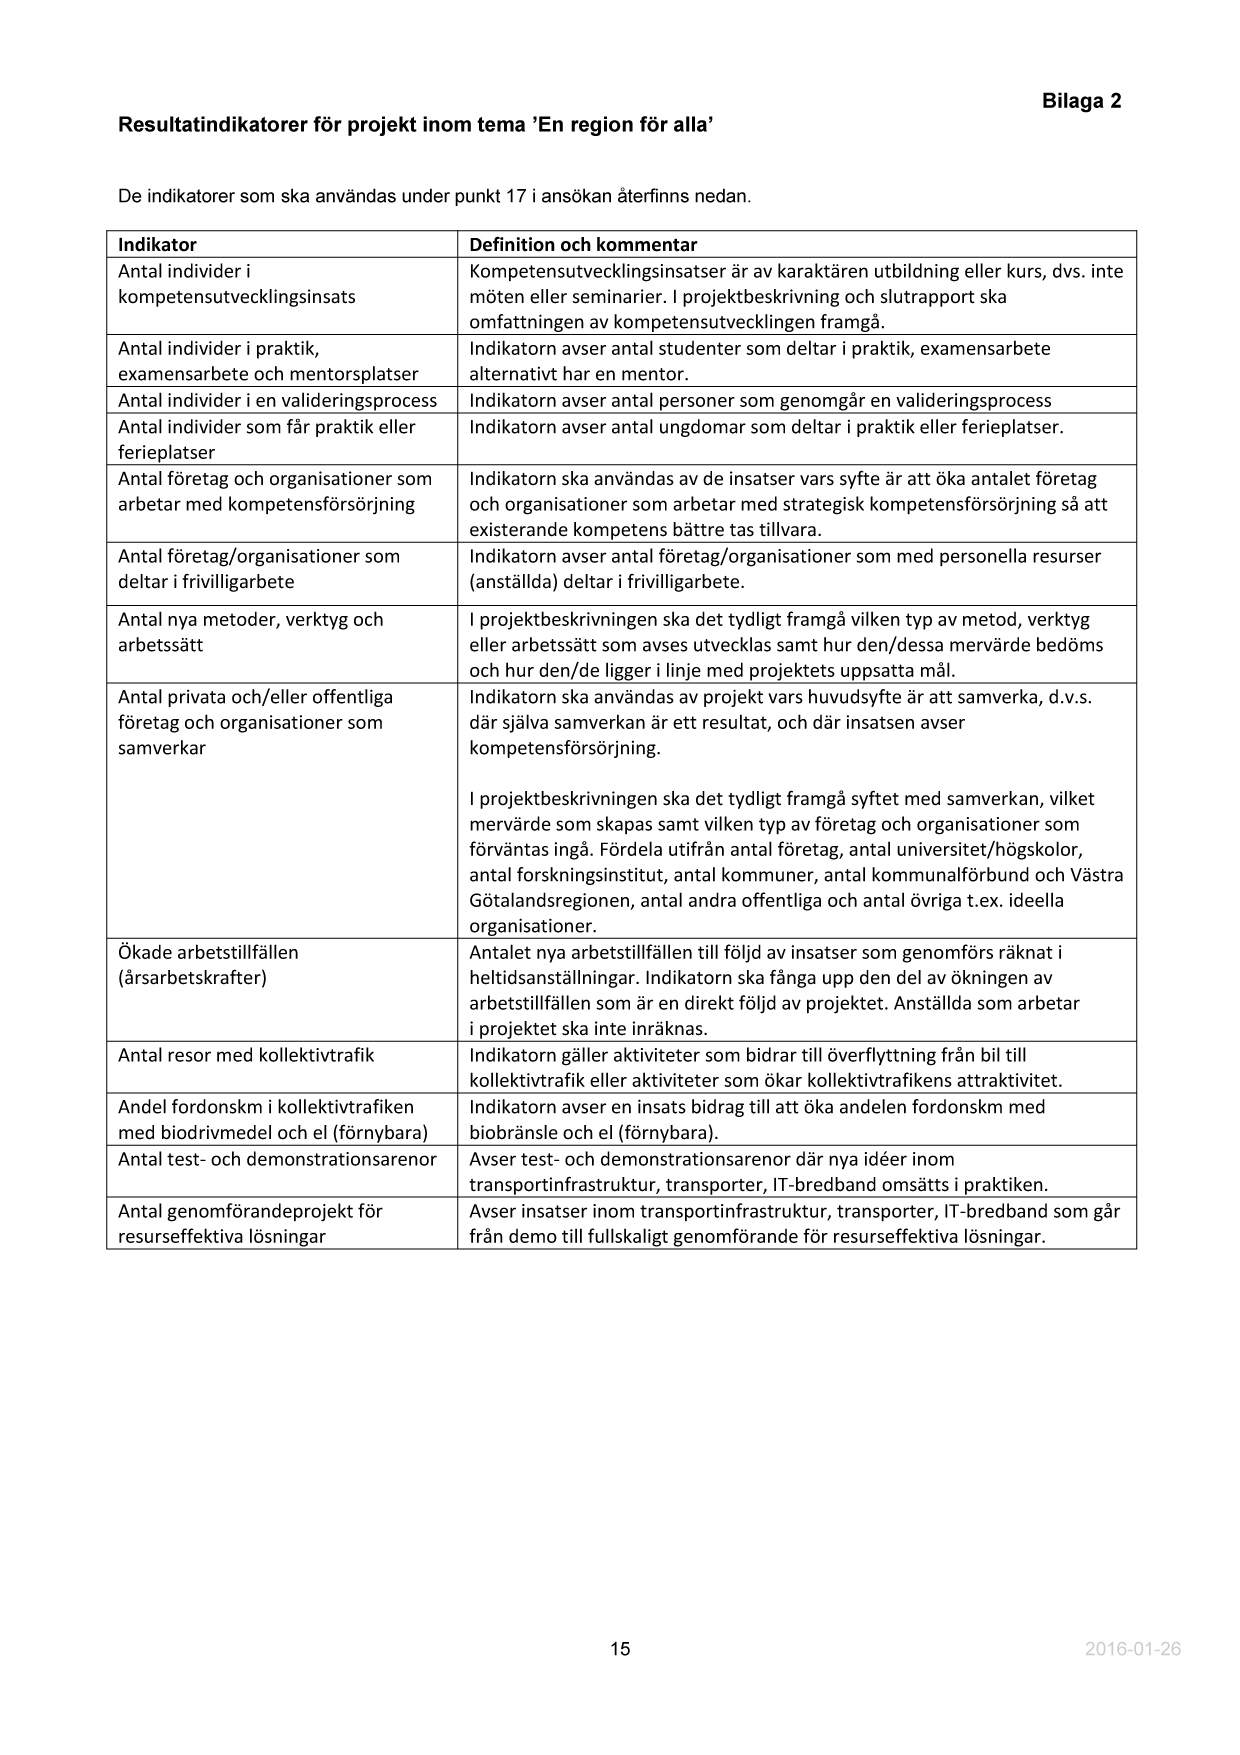 Bilaga 2
Resultatindikatorer för projekt inom tema ’En region för alla’
De indikatorer som ska användas under punkt 17 i ansökan återfinns nedan.
Indikator
Definition och kommentar
Antal individer i
kompetensutvecklingsinsats
Kompetensutvecklingsinsatser är av karaktären utbildning eller kurs, dvs. inte
möten eller seminarier. I projektbeskrivning och slutrapport ska
omfattningen av kompetensutvecklingen framgå.
Antal individer i praktik,
examensarbete och mentorsplatser
Indikatorn avser antal studenter som deltar i praktik, examensarbete
alternativt har en mentor.
Antal individer i en valideringsprocess
Indikatorn avser antal personer som genomgår en valideringsprocess
Antal individer som får praktik eller
ferieplatser
Indikatorn avser antal ungdomar som deltar i praktik eller ferieplatser.
Antal företag och organisationer som
arbetar med kompetensförsörjning
Indikatorn ska användas av de insatser vars syfte är att öka antalet företag
och organisationer som arbetar med strategisk kompetensförsörjning så att
existerande kompetens bättre tas tillvara.
Antal företag/organisationer som
deltar i frivilligarbete
Indikatorn avser antal företag/organisationer som med personella resurser
(anställda) deltar i frivilligarbete.
Antal nya metoder, verktyg och
arbetssätt
I projektbeskrivningen ska det tydligt framgå vilken typ av metod, verktyg
eller arbetssätt som avses utvecklas samt hur den/dessa mervärde bedöms
och hur den/de ligger i linje med projektets uppsatta mål.
Antal privata och/eller offentliga
företag och organisationer som
samverkar
Indikatorn ska användas av projekt vars huvudsyfte är att samverka, d.v.s.
där själva samverkan är ett resultat, och där insatsen avser
kompetensförsörjning.
I projektbeskrivningen ska det tydligt framgå syftet med samverkan, vilket
mervärde som skapas samt vilken typ av företag och organisationer som
förväntas ingå. Fördela utifrån antal företag, antal universitet/högskolor,
antal forskningsinstitut, antal kommuner, antal kommunalförbund och Västra
Götalandsregionen, antal andra offentliga och antal övriga t.ex. ideella
organisationer.
Ökade arbetstillfällen
(årsarbetskrafter)
Antalet nya arbetstillfällen till följd av insatser som genomförs räknat i
heltidsanställningar. Indikatorn ska fånga upp den del av ökningen av
arbetstillfällen som är en direkt följd av projektet. Anställda som arbetar
i projektet ska inte inräknas.
Antal resor med kollektivtrafik
Indikatorn gäller aktiviteter som bidrar till överflyttning från bil till
kollektivtrafik eller aktiviteter som ökar kollektivtrafikens attraktivitet.
Andel fordonskm i kollektivtrafiken
med biodrivmedel och el (förnybara)
Indikatorn avser en insats bidrag till att öka andelen fordonskm med
biobränsle och el (förnybara).
Antal test- och demonstrationsarenor
Avser test- och demonstrationsarenor där nya idéer inom
transportinfrastruktur, transporter, IT-bredband omsätts i praktiken.
Antal genomförandeprojekt för
resurseffektiva lösningar
Avser insatser inom transportinfrastruktur, transporter, IT-bredband som går
från demo till fullskaligt genomförande för resurseffektiva lösningar.
15
2016-01-26